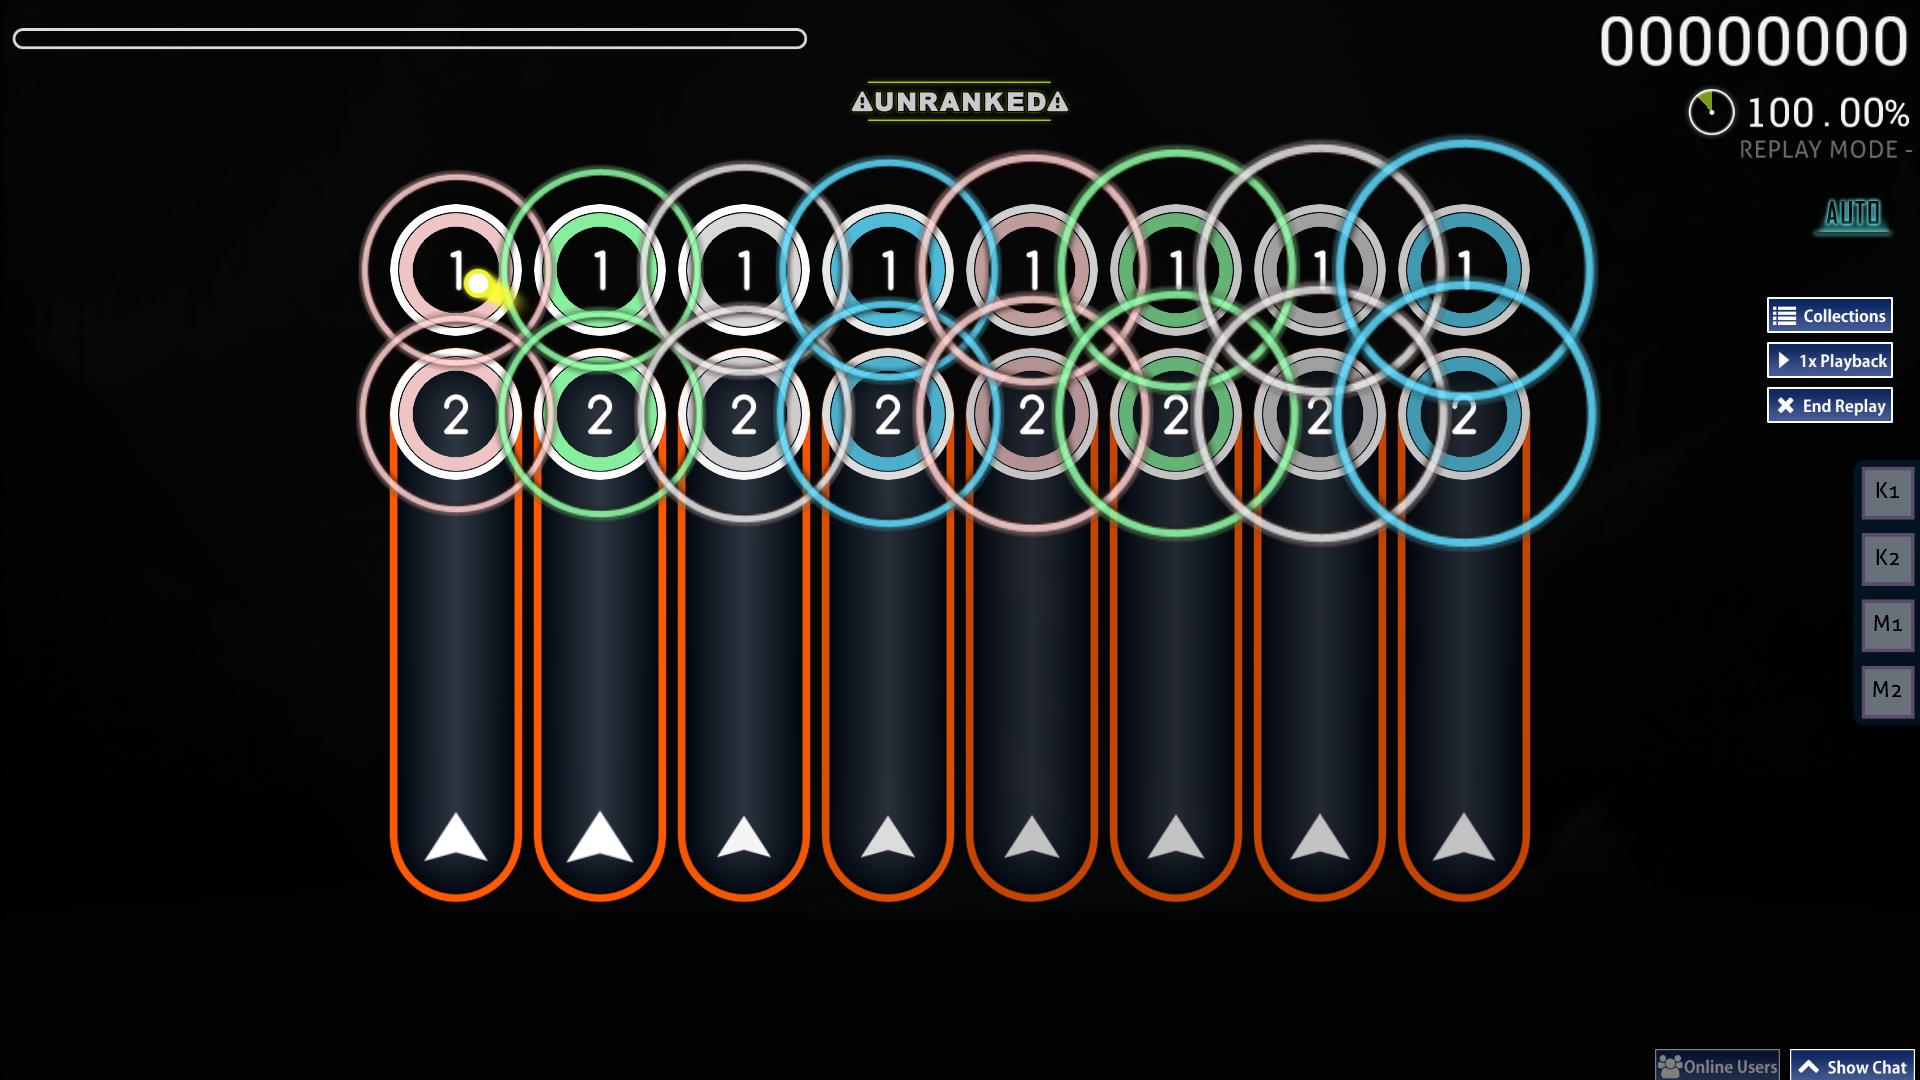 00000000
⚠UNRANKED⚠
100.00%
REPLAY MODE -
AUTO
1 1 1 1 1 1 1 1
Collections
1x Playback
2 2 2 2 2 2 2 2
End Replay
K1
K2
M1
M2
Online Users
Show Chat